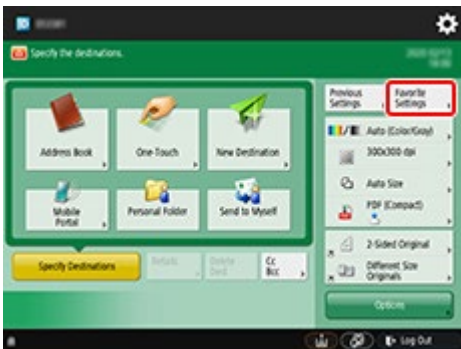 Specify the destinations.
Previous
Settings
Favorite
Settings
Address Book
One-Touch
New Destination
Auto (Color/Gray)
300x300 dpi
Auto Size
Mobile
Portal
Personal Folder
Send to Myself
PDF (Compact)
2-Sided Original
Specify Destinations
Details
Delete
Dest
Cc
Bcc
Different Size
Originals
Options
Log Out